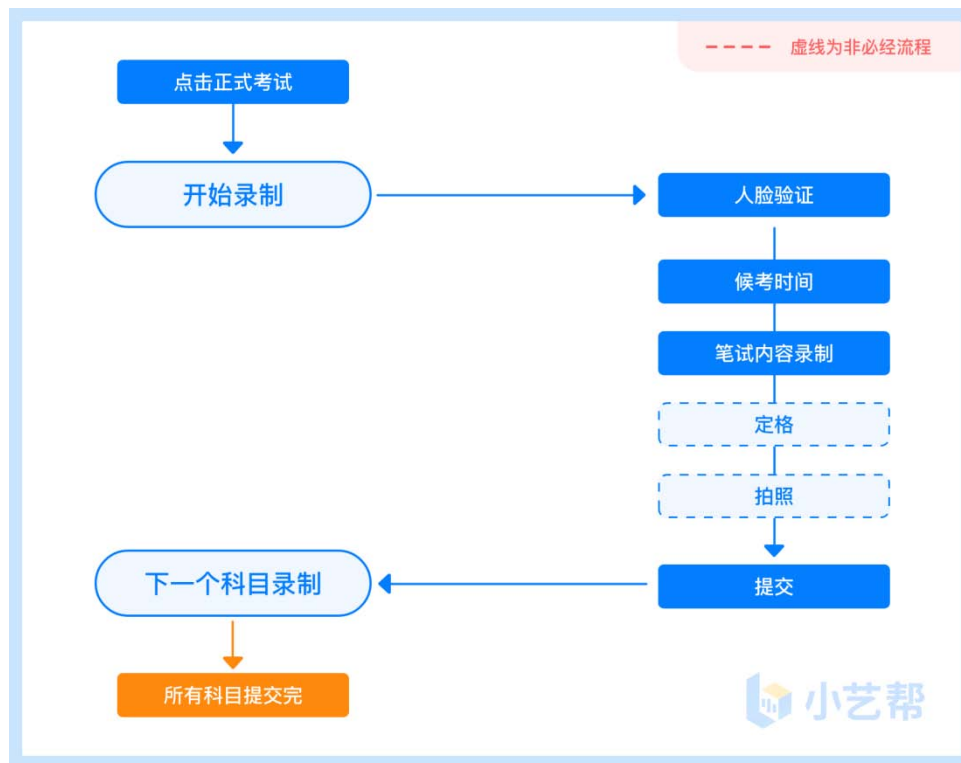 虚线为非必经流程
点击正式考试
开始录制
人脸验证
候考时间
笔试内容录制
定格
拍照
提交
下一个科目录制
所有科目提交完
小艺帮